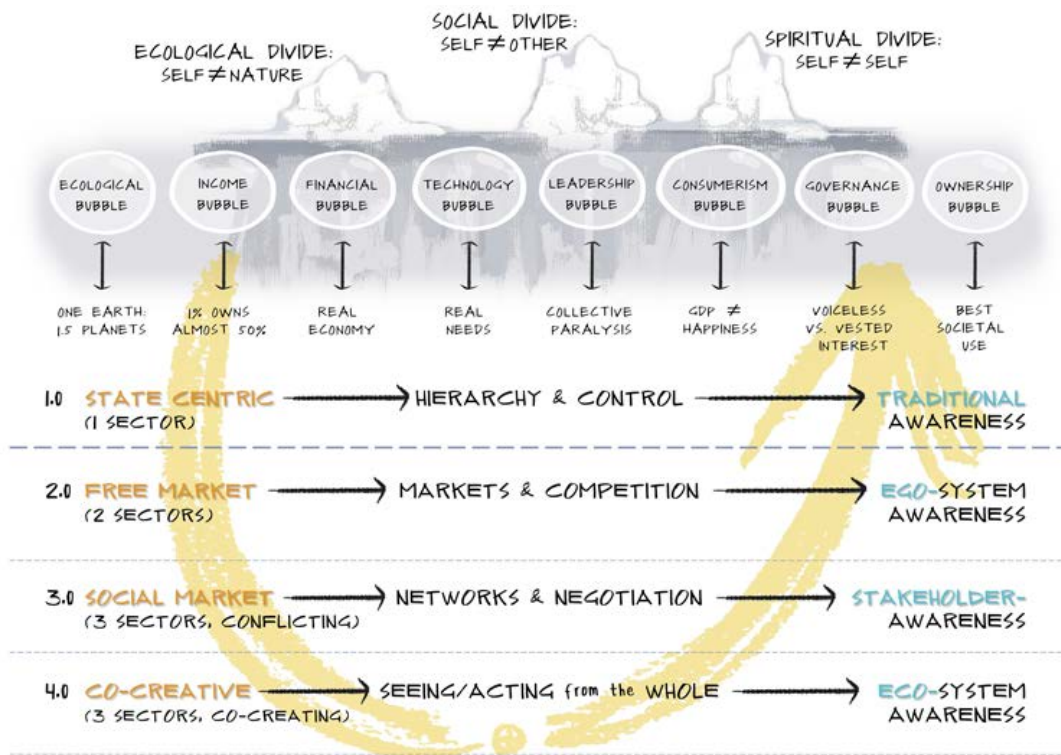 ECOLOGICAL DIVIDE:
SELF ≠ NATURE
SOCIAL DIVIDE:
SELF ≠ OTHER
SPIRITUAL DIVIDE:
SELF ≠ SELF
ECOLOGICAL
BUBBLE
INCOME
BUBBLE
FINANCIAL
BUBBLE
TECHNOLOGY
BUBBLE
LEADERSHIP
BUBBLE
CONSUMERISM
BUBBLE
GOVERNANCE
BUBBLE
OWNERSHIP
BUBBLE
ONE EARTH:
1.5 PLANETS
1% OWNS
ALMOST 50%
REAL
ECONOMY
REAL
NEEDS
COLLECTIVE
PARALYSIS
GDP ≠
HAPPINESS
VOICELESS
VS. VESTED
INTEREST
BEST
SOCIETAL
USE
1.0 STATE CENTRIC HIERARCHY & CONTROL TRADITIONAL
(1 SECTOR) AWARENESS
2.0 FREE MARKET MARKETS & COMPETITION EGO-SYSTEM
(2 SECTORS) AWARENESS
3.0 SOCIAL MARKET NETWORKS & NEGOTIATION STAKEHOLDER-
(3 SECTORS, CONFLICTING) AWARENESS
4.0 CO-CREATIVE SEEING/ACTING from the WHOLE ECO-SYSTEM
(3 SECTORS, CO-CREATING) AWARENESS